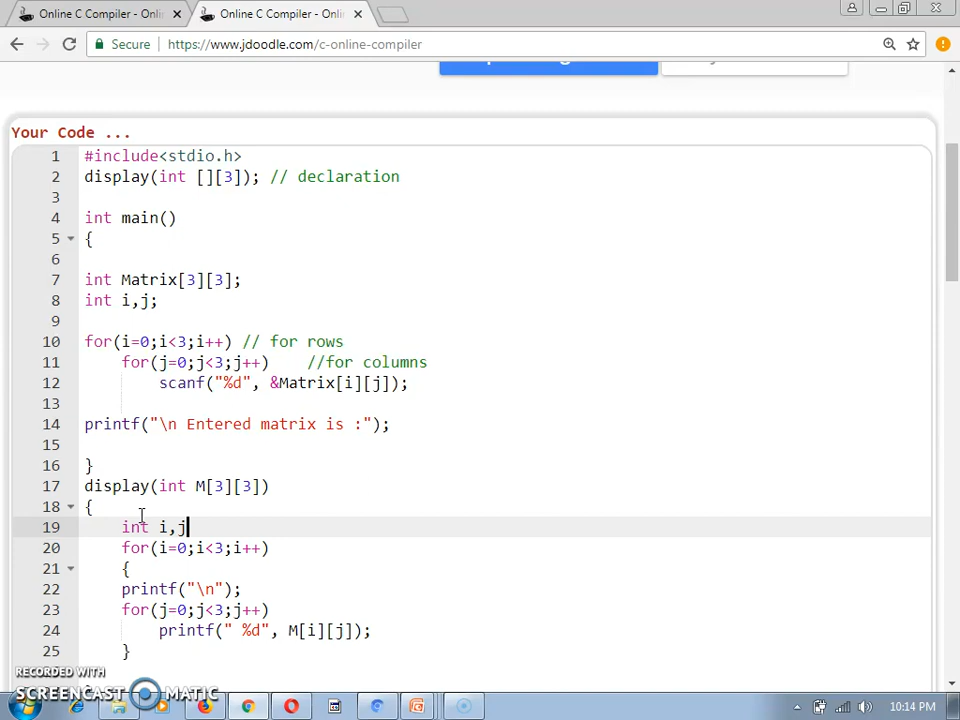 Online C Compiler - Onli
Online C Compiler - Onli
Secure
https://www.jdoodle.com/c-online-compiler
Your Code ...
1 #include<stdio.h>
2 display(int [][3]); // declaration
3
4 int main()
5 {
6
7 int Matrix[3][3];
8 int i,j;
9
10 for(i=0;i<3;i++) // for rows
11 for(j=0;j<3;j++) //for columns
12 scanf("%d", &Matrix[i][j]);
13
14 printf("\n Entered matrix is :");
15
16 }
17 display(int M[3][3])
18 {
19 int i,j
20 for(i=0;i<3;i++)
21 {
22 printf("\n");
23 for(j=0;j<3;j++)
24 printf(" %d", M[i][j]);
25 }
RECORDED WITH
SCREENCAST MATIC
10:14 PM